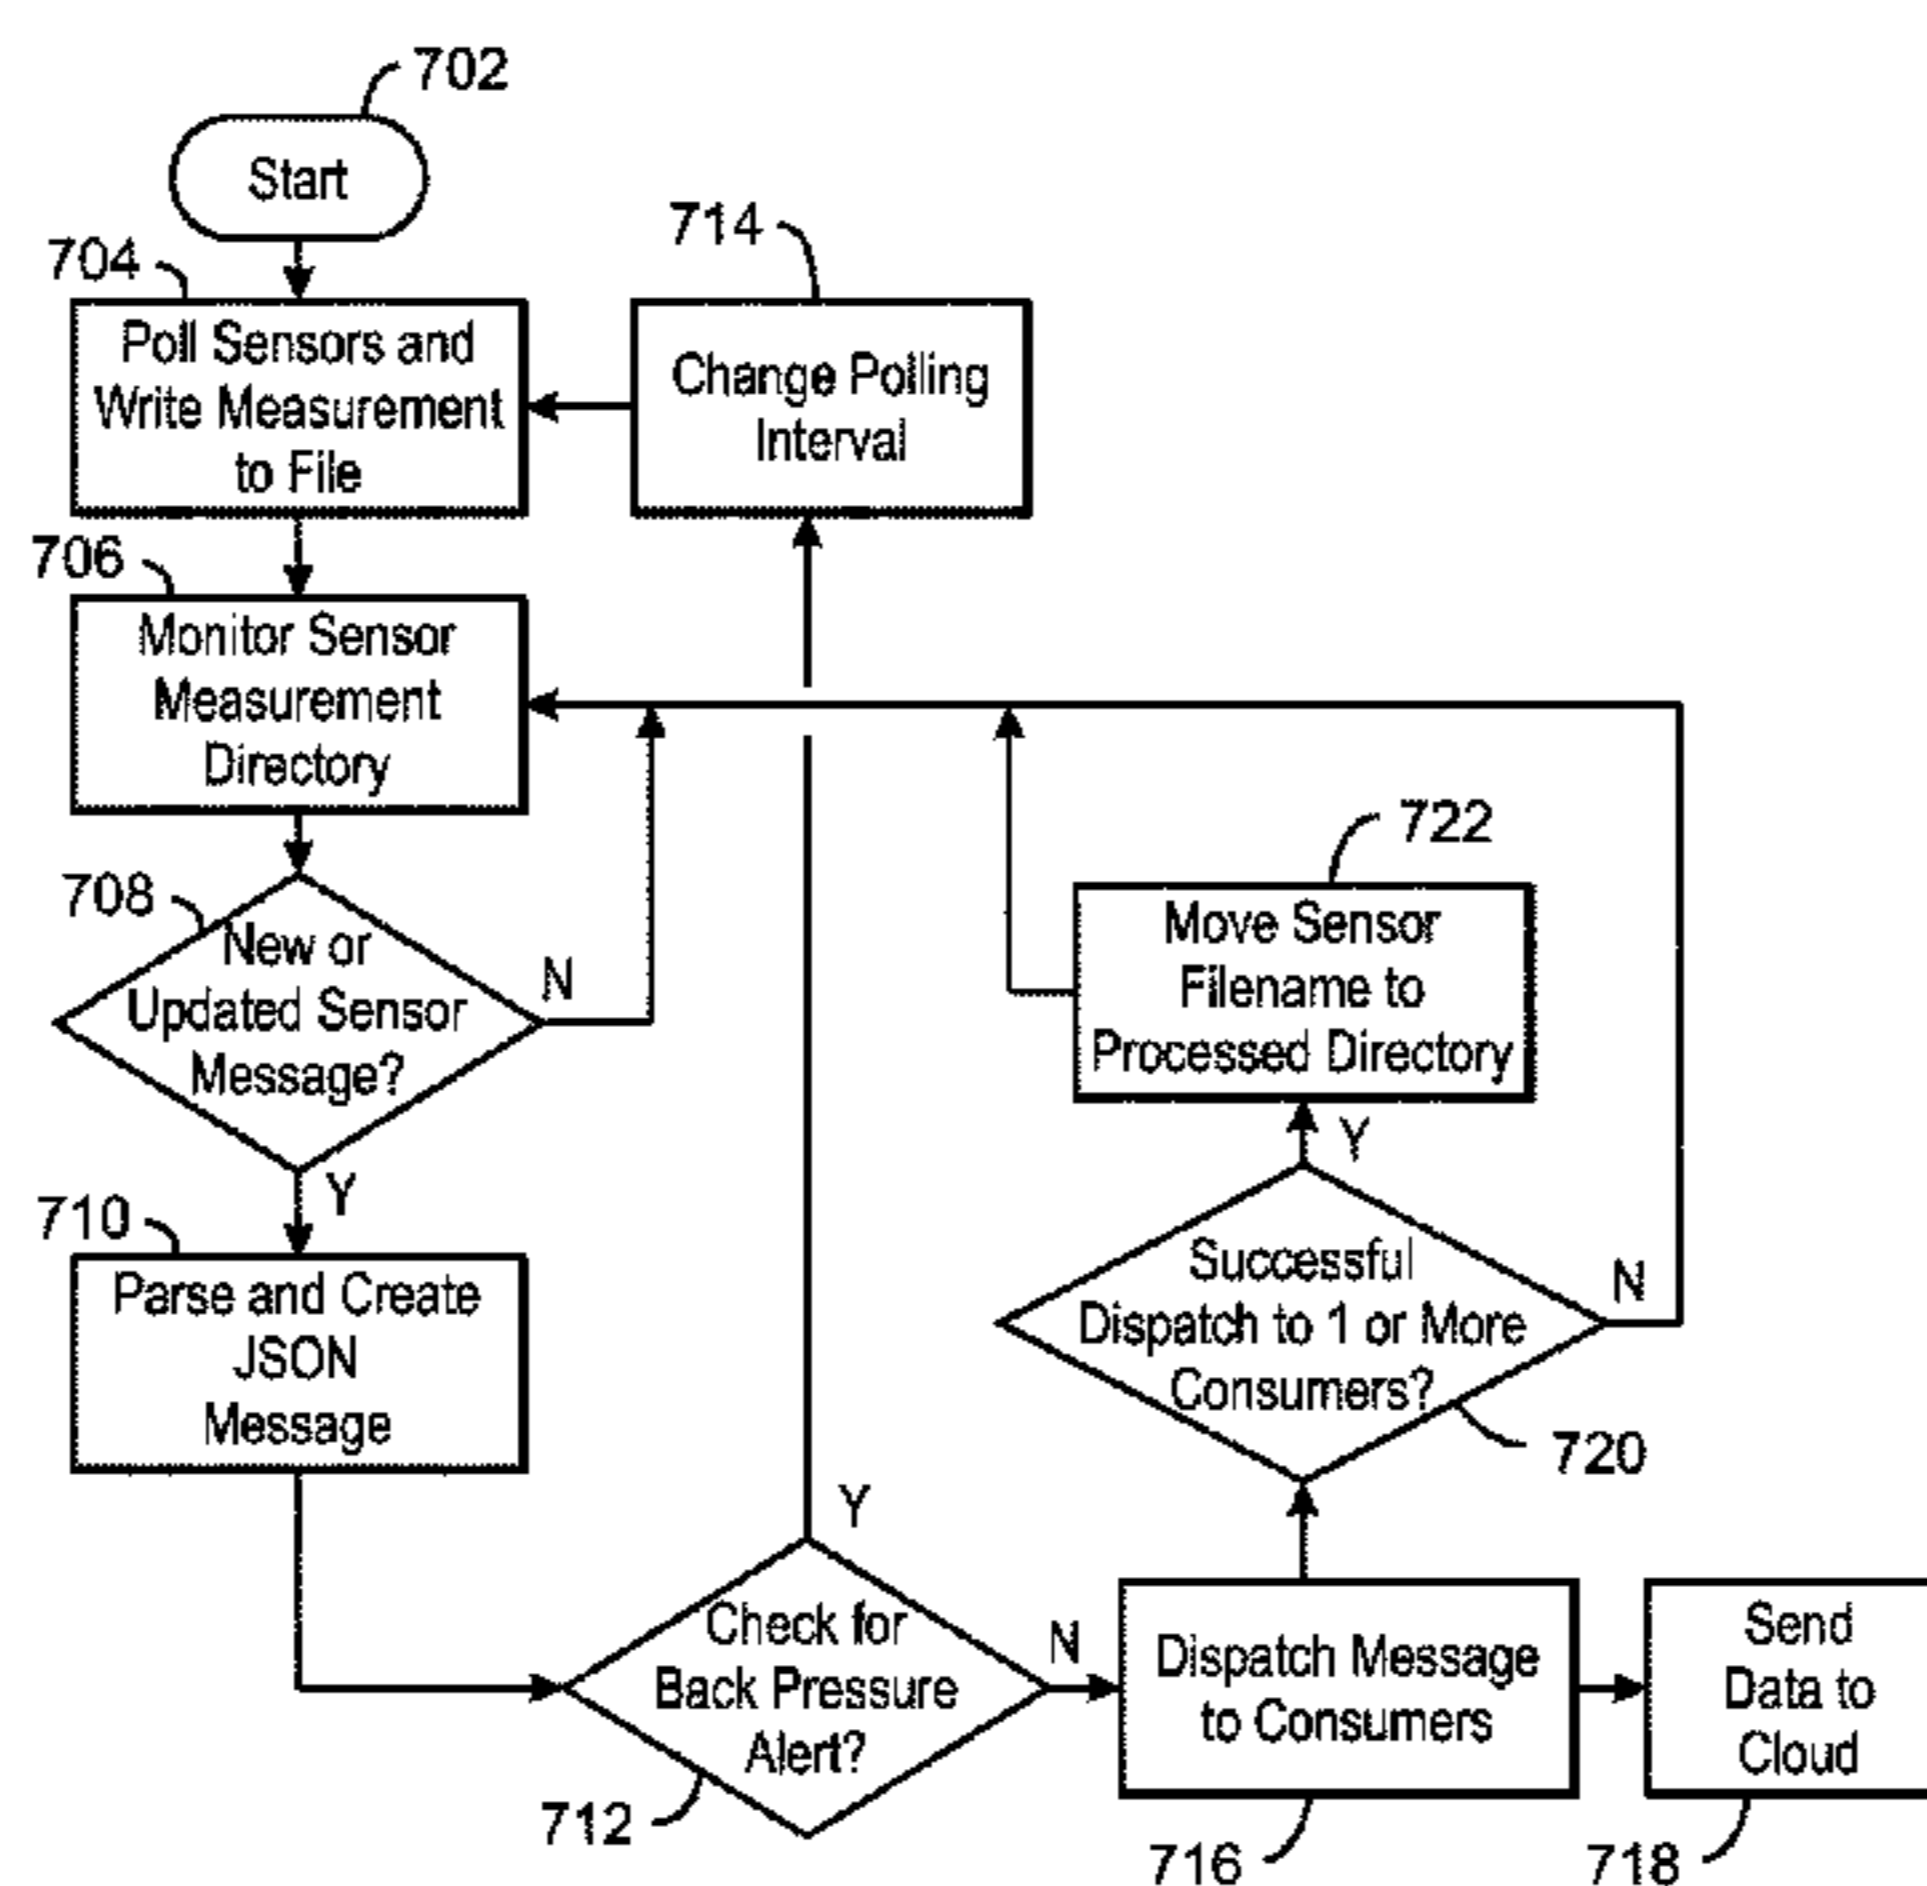 702
Start
704
714
Poll Sensors and
Write Measurement
to File
Change Polling
Interval
706
Monitor Sensor
Measurement
Directory
708
New or
Updated Sensor
Message?
N
Y
722
Move Sensor
Filename to
Processed Directory
Y
710
Parse and Create
JSON
Message
Successful
Dispatch to 1 or More
Consumers?
N
720
Y
Check for
Back Pressure
Alert?
N
712
Dispatch Message
to Consumers
716
Send
Data to
Cloud
718